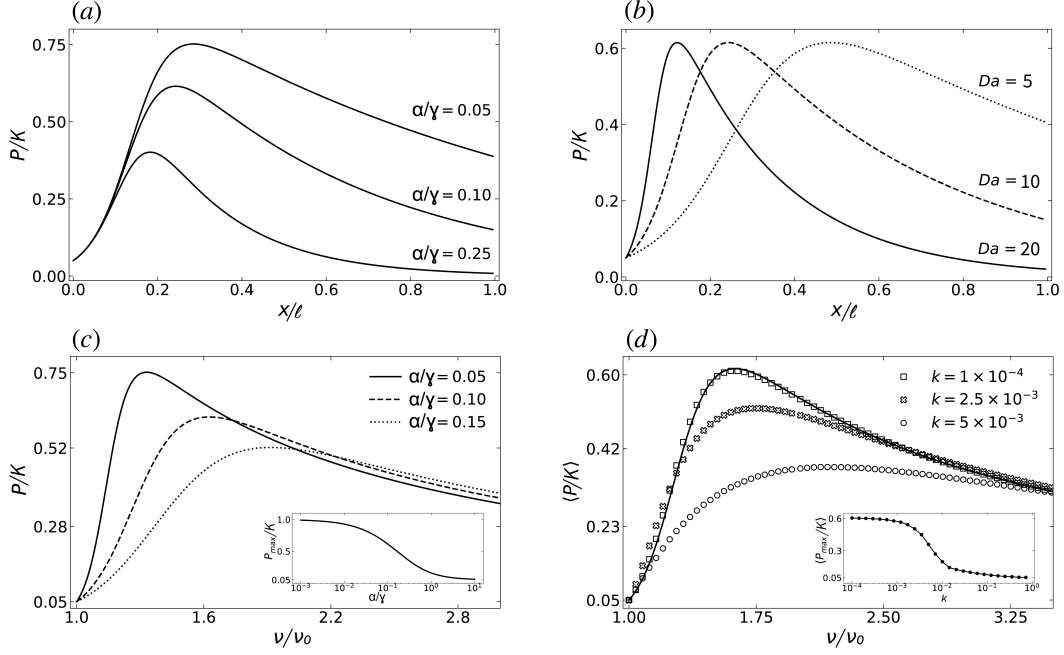 (a)
P/K
0.75
0.50
0.25
0.00
α/γ = 0.05
α/γ = 0.10
α/γ = 0.25
0.0 0.2 0.4 0.6 0.8 1.0
x/ℓ
(b)
P/K
0.6
0.4
0.2
0.0
Da = 5
Da = 10
Da = 20
0.0 0.2 0.4 0.6 0.8 1.0
x/ℓ
(c)
P/K
0.75
0.52
0.28
0.05
α/γ = 0.05
α/γ = 0.10
α/γ = 0.15
P_max/K
1.0
0.5
0.05
10⁻³ 10⁻² 10⁻¹ 10⁰ 10¹
α/γ
1.0 1.6 2.2 2.8
ν/ν₀
(d)
⟨P/K⟩
0.60
0.42
0.23
0.05
k = 1 × 10⁻⁴
k = 2.5 × 10⁻³
k = 5 × 10⁻³
⟨P_max/K⟩
0.6
0.3
0.05
10⁻⁴ 10⁻³ 10⁻² 10⁻¹ 10⁰
k
1.00 1.75 2.50 3.25
ν/ν₀